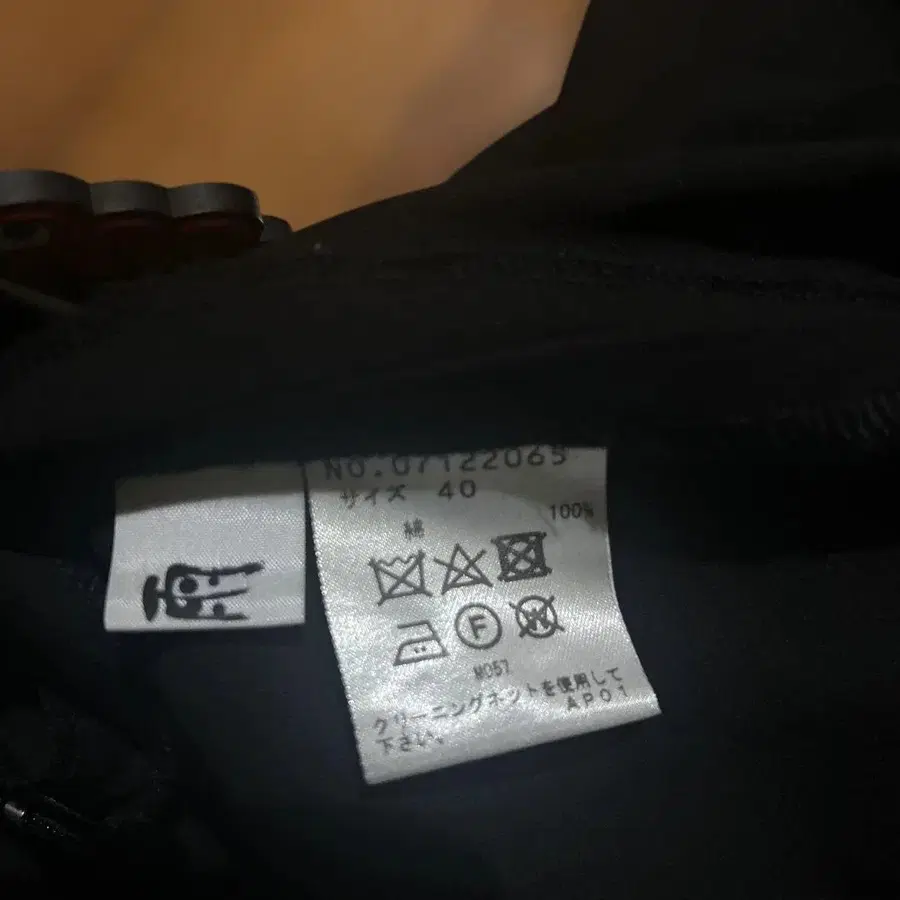 NO.07122065
サイズ 40
綿 100%
F
W
M057
クリーニングネットを使用して
下さい。 AP01